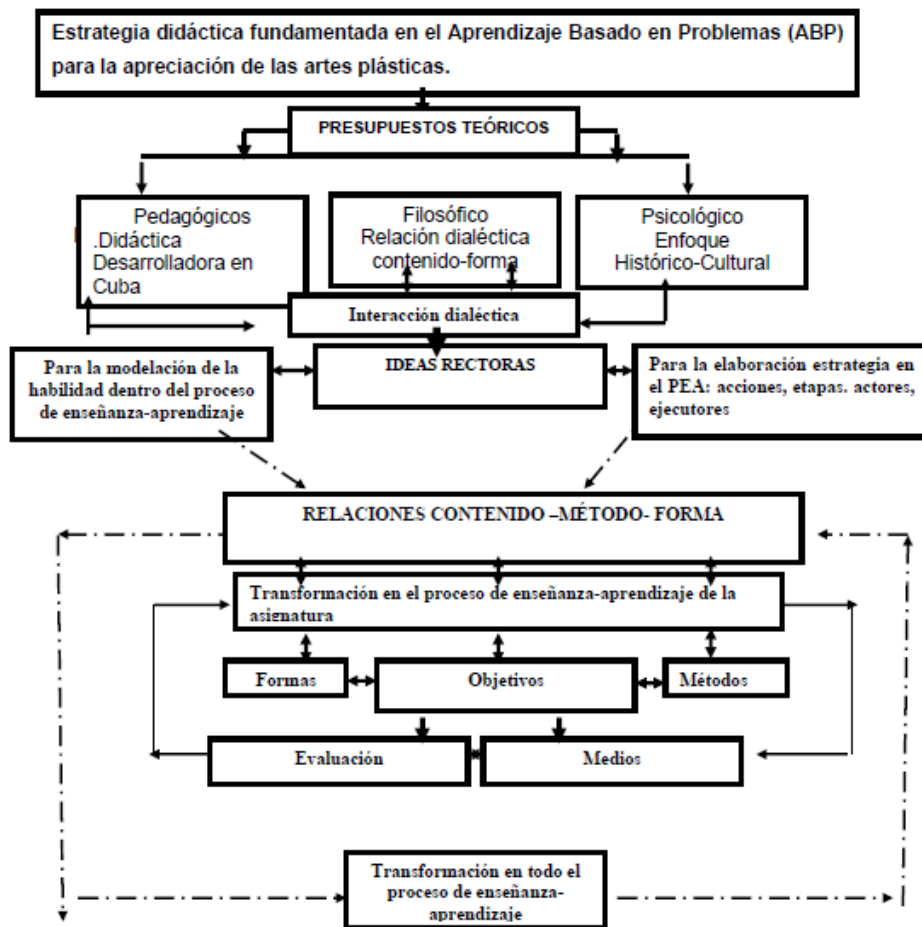 Estrategia didáctica fundamentada en el Aprendizaje Basado en Problemas (ABP)
para la apreciación de las artes plásticas.
PRESUPUESTOS TEÓRICOS
Pedagógicos
.Didáctica
Desarrolladora en
Cuba
Filosófico
Relación dialéctica
contenido-forma
Psicológico
Enfoque
Histórico-Cultural
Interacción dialéctica
Para la modelación de la
habilidad dentro del proceso
de enseñanza-aprendizaje
IDEAS RECTORAS
Para la elaboración estrategia en
el PEA: acciones, etapas. actores,
ejecutores
RELACIONES CONTENIDO –MÉTODO- FORMA
Transformación en el proceso de enseñanza-aprendizaje de la
asignatura
Formas
Objetivos
Métodos
Evaluación
Medios
Transformación en todo el
proceso de enseñanza-
aprendizaje